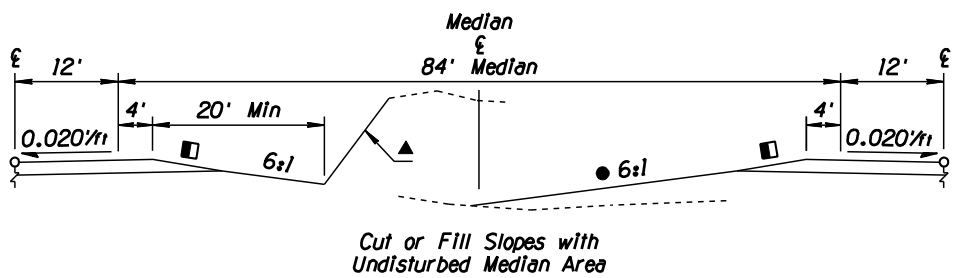 Median
℄
℄ ℄
12' 84' Median 12'
4' 20' Min 4'
0.020'/ft 0.020'/ft
6:1 6:1
Cut or Fill Slopes with
Undisturbed Median Area